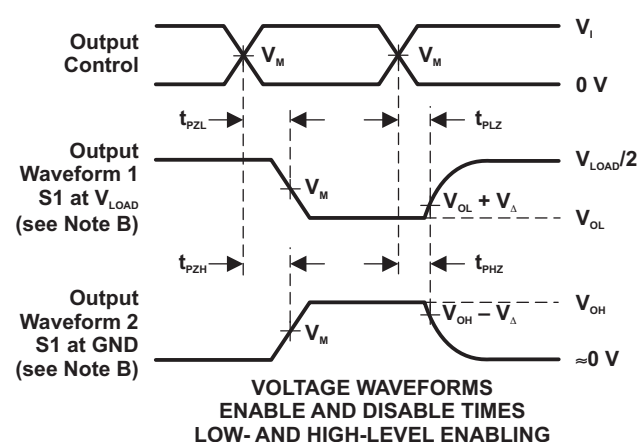 Output
Control
V_M
V_M
V_I
0 V
t_PZL
t_PLZ
Output
Waveform 1
S1 at V_LOAD
(see Note B)
V_M
V_LOAD/2
V_OL + V_Δ
V_OL
t_PZH
t_PHZ
Output
Waveform 2
S1 at GND
(see Note B)
V_M
V_OH
V_OH – V_Δ
≈0 V
VOLTAGE WAVEFORMS
ENABLE AND DISABLE TIMES
LOW- AND HIGH-LEVEL ENABLING